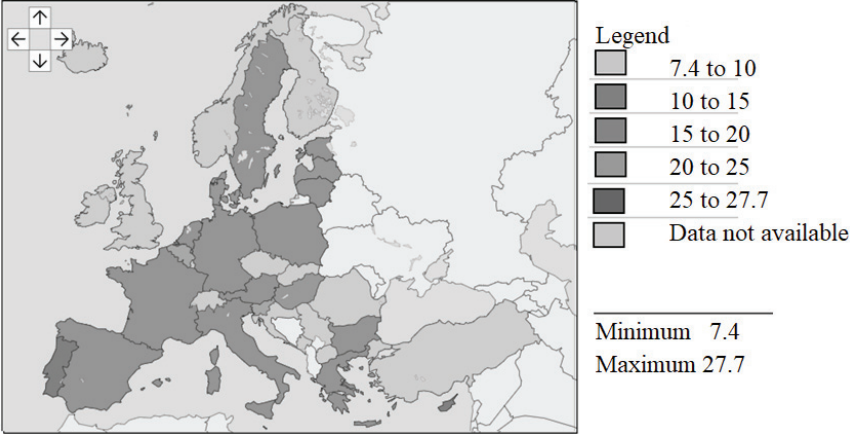 Legend
7.4 to 10
10 to 15
15 to 20
20 to 25
25 to 27.7
Data not available
Minimum 7.4
Maximum 27.7